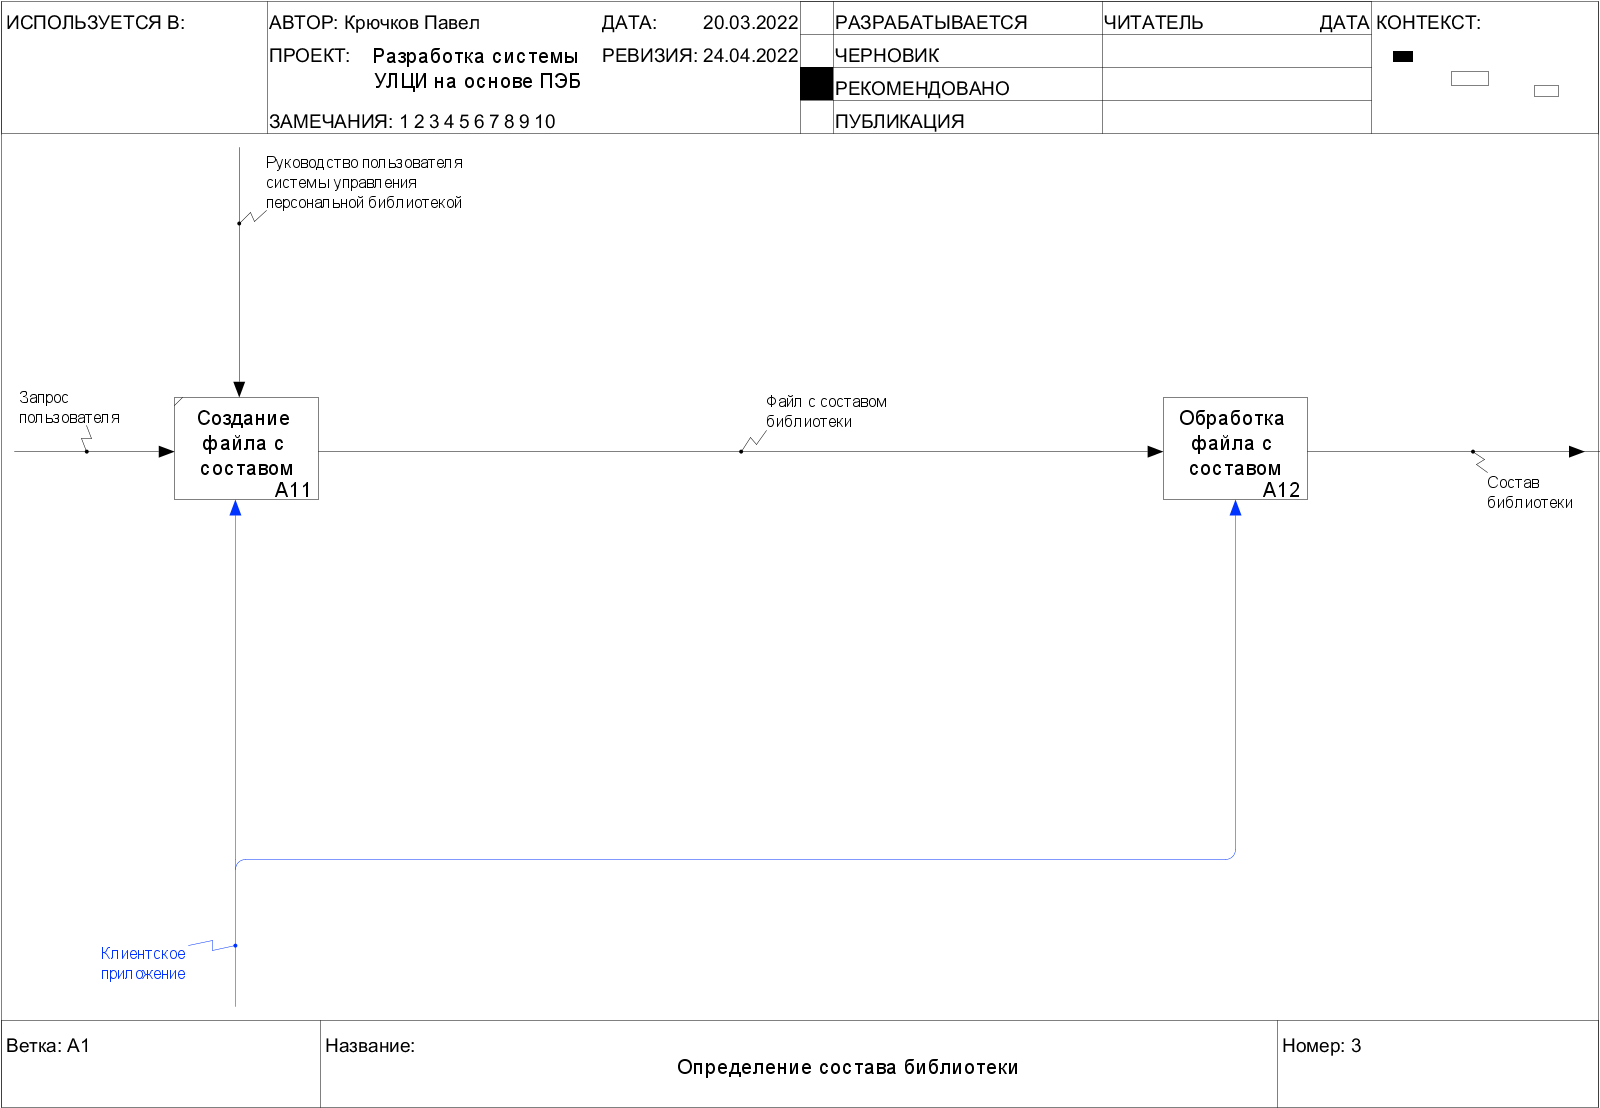 ИСПОЛЬЗУЕТСЯ В:
АВТОР: Крючков Павел
ДАТА: 20.03.2022
ПРОЕКТ: Разработка системы
УЛЦИ на основе ПЭБ
РЕВИЗИЯ: 24.04.2022
ЗАМЕЧАНИЯ: 1 2 3 4 5 6 7 8 9 10
РАЗРАБАТЫВАЕТСЯ
ЧЕРНОВИК
РЕКОМЕНДОВАНО
ПУБЛИКАЦИЯ
ЧИТАТЕЛЬ
ДАТА
КОНТЕКСТ:
Руководство пользователя
системы управления
персональной библиотекой
Запрос
пользователя
Создание
файла с
составом
A11
Файл с составом
библиотеки
Обработка
файла с
составом
A12
Состав
библиотеки
Клиентское
приложение
Ветка: A1
Название:
Определение состава библиотеки
Номер: 3